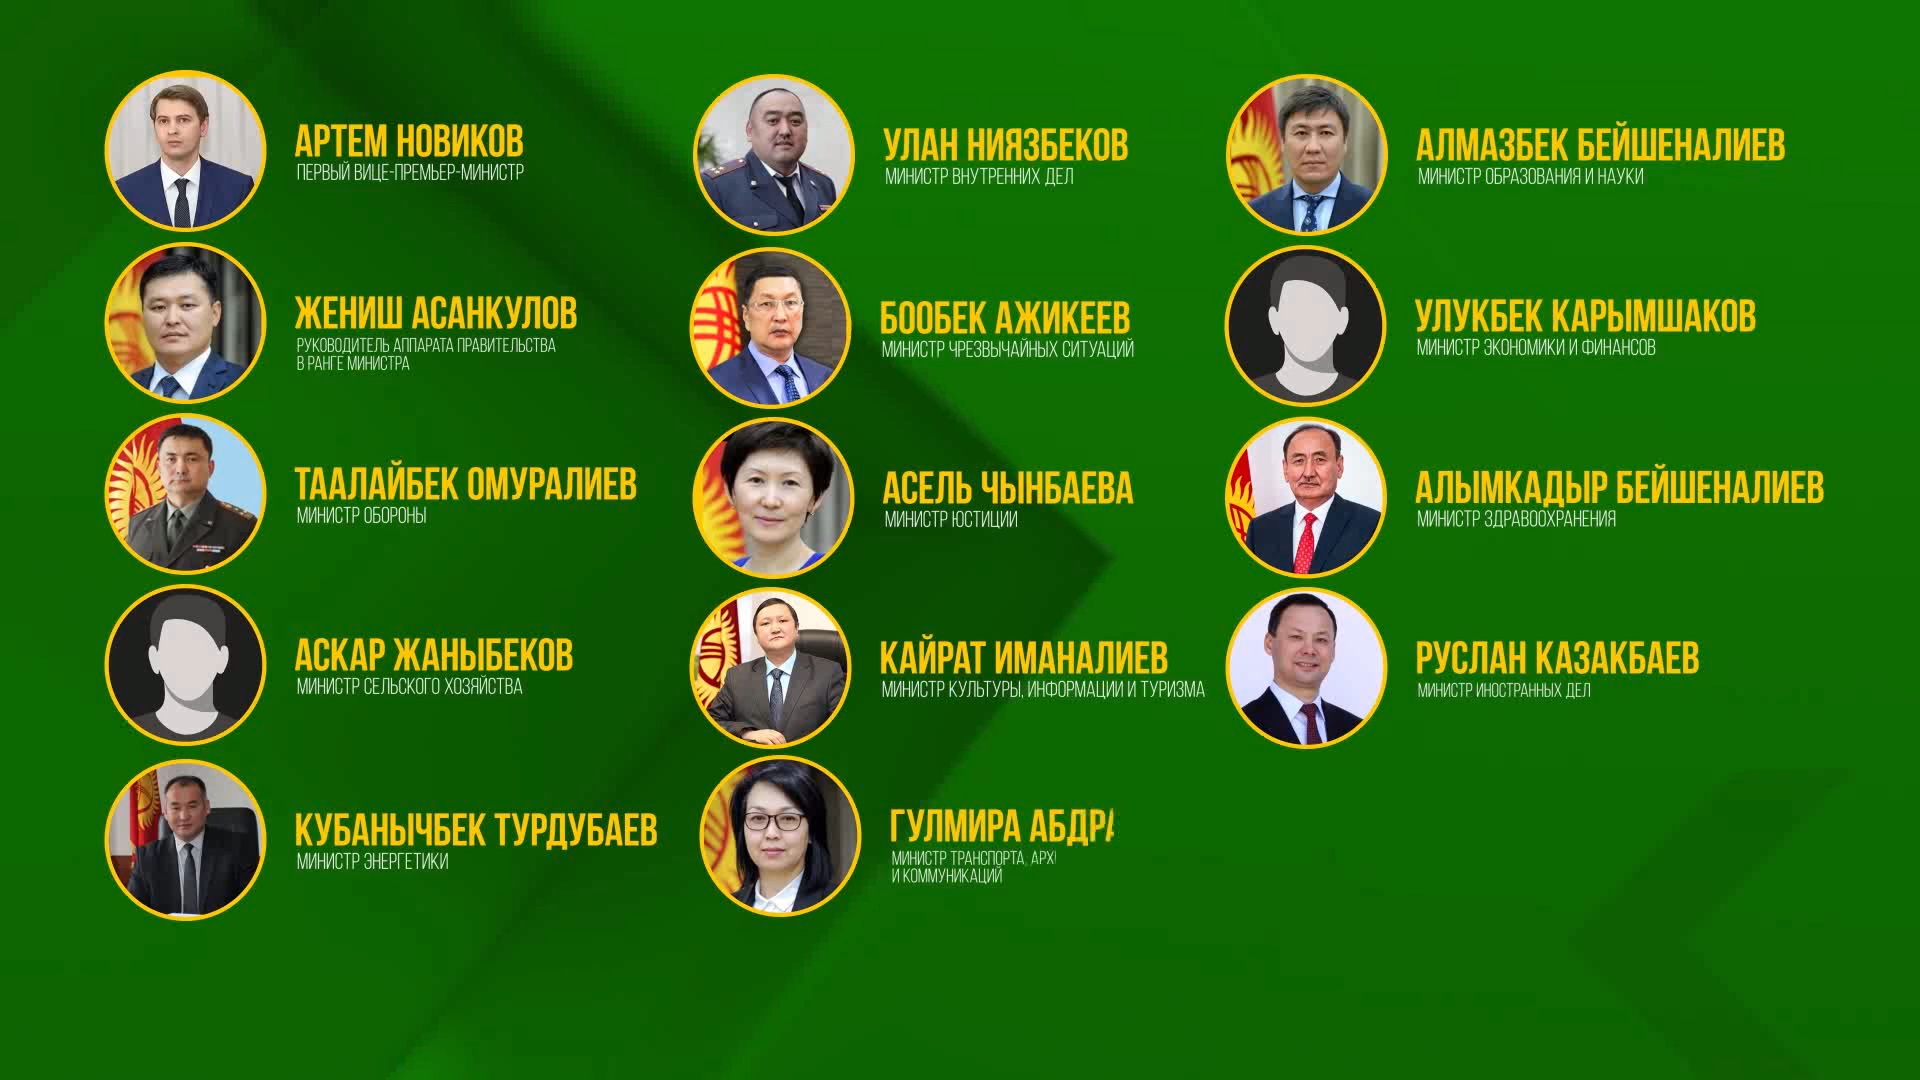 АРТЕМ НОВИКОВ
ПЕРВЫЙ ВИЦЕ-ПРЕМЬЕР-МИНИСТР
ЖЕНИШ АСАНКУЛОВ
РУКОВОДИТЕЛЬ АППАРАТА ПРАВИТЕЛЬСТВА
В РАНГЕ МИНИСТРА
ТААЛАЙБЕК ОМУРАЛИЕВ
МИНИСТР ОБОРОНЫ
АСКАР ЖАНЫБЕКОВ
МИНИСТР СЕЛЬСКОГО ХОЗЯЙСТВА
КУБАНЫЧБЕК ТУРДУБАЕВ
МИНИСТР ЭНЕРГЕТИКИ
УЛАН НИЯЗБЕКОВ
МИНИСТР ВНУТРЕННИХ ДЕЛ
БООБЕК АЖИКЕЕВ
МИНИСТР ЧРЕЗВЫЧАЙНЫХ СИТУАЦИЙ
АСЕЛЬ ЧЫНБАЕВА
МИНИСТР ЮСТИЦИИ
КАЙРАТ ИМАНАЛИЕВ
МИНИСТР КУЛЬТУРЫ, ИНФОРМАЦИИ И ТУРИЗМА
ГУЛМИРА АБДРА
МИНИСТР ТРАНСПОРТА, АРХ
И КОММУНИКАЦИЙ
АЛМАЗБЕК БЕЙШЕНАЛИЕВ
МИНИСТР ОБРАЗОВАНИЯ И НАУКИ
УЛУКБЕК КАРЫМШАКОВ
МИНИСТР ЭКОНОМИКИ И ФИНАНСОВ
АЛЫМКАДЫР БЕЙШЕНАЛИЕВ
МИНИСТР ЗДРАВООХРАНЕНИЯ
РУСЛАН КАЗАКБАЕВ
МИНИСТР ИНОСТРАННЫХ ДЕЛ